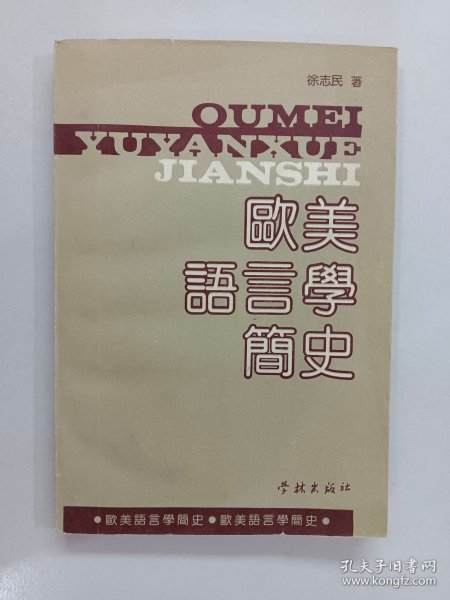 徐志民 著
OUMEI
YUYANXUE
JIANSHI
歐美
語言學
簡史
学林出版社
●歐美語言學簡史●歐美語言學簡史●
孔夫子旧书网
www.kongfz.com